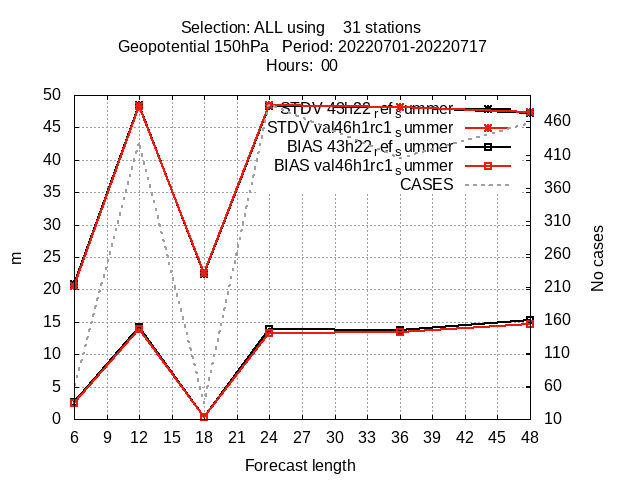 Selection: ALL using    31 stations
Geopotential 150hPa   Period: 20220701-20220717
Hours:  00
50
45
40
35
30
25
20
15
10
5
0
m
STDV 43h22_ref_summer
STDV val46h1rc1_summer
BIAS 43h22_ref_summer
BIAS val46h1rc1_summer
CASES
460
410
360
310
260
210
160
110
60
10
No cases
6 9 12 15 18 21 24 27 30 33 36 39 42 45 48
Forecast length